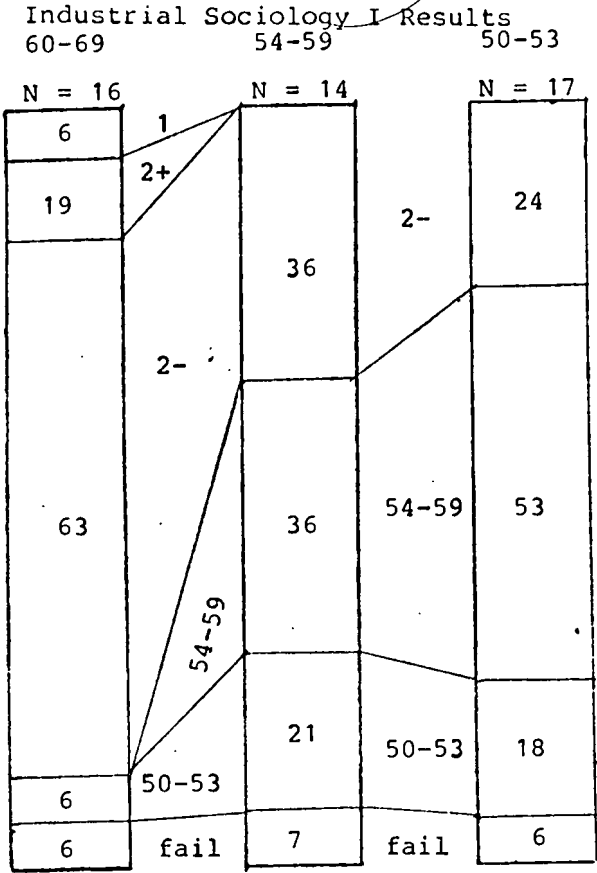 Industrial Sociology I Results
60-69 54-59 50-53
N = 16 N = 14 N = 17
6 1
2+
19 24
2-
36
2-
63 36 54-59 53
54-59
21 50-53 18
50-53
6
6 fail 7 fail 6